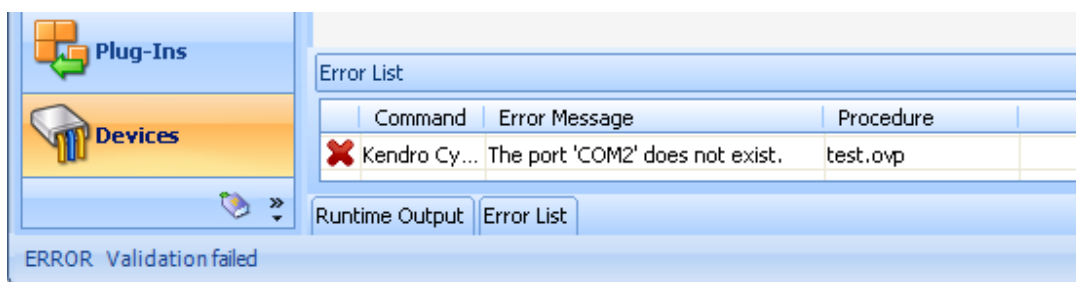 Plug-Ins
Devices
Error List
Command Error Message Procedure
Kendro Cy... The port 'COM2' does not exist. test.ovp
Runtime Output Error List
ERROR Validation failed